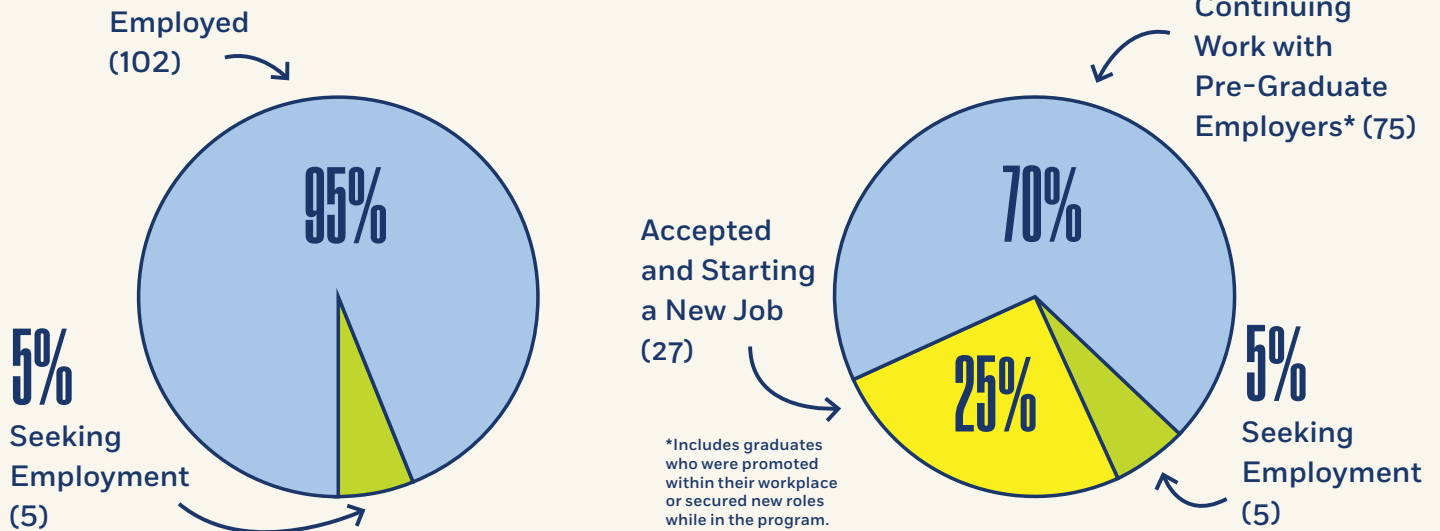 Employed
(102)
95%
5%
Seeking
Employment
(5)
Continuing
Work with
Pre-Graduate
Employers* (75)
70%
Accepted
and Starting
a New Job
(27)
25%
5%
Seeking
Employment
(5)
*Includes graduates
who were promoted
within their workplace
or secured new roles
while in the program.